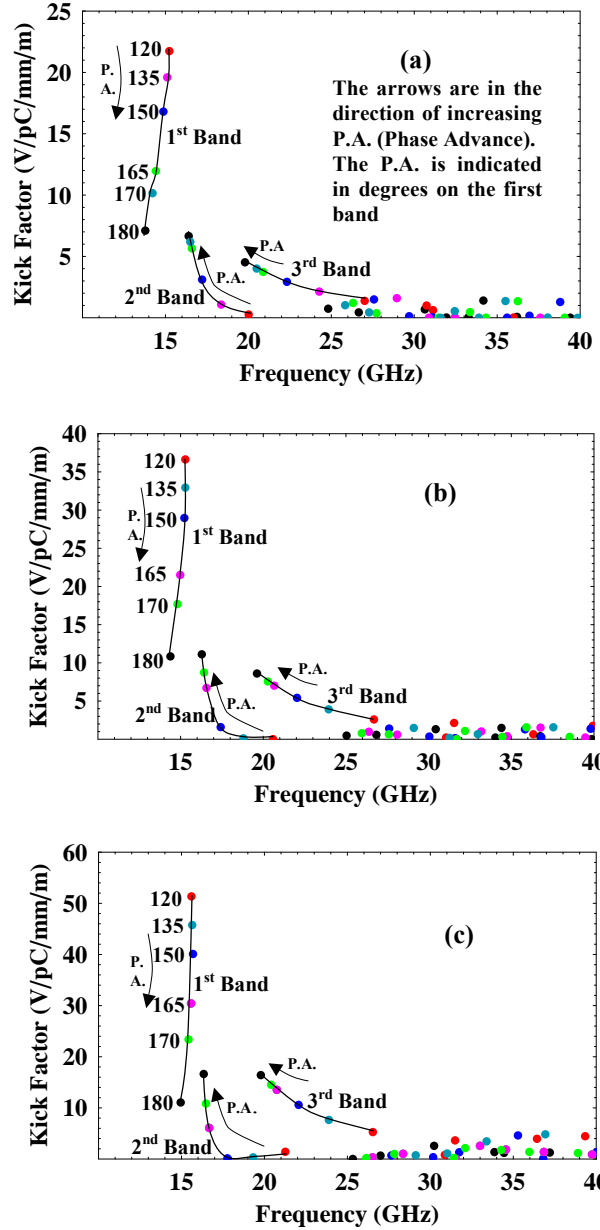 25
20
15
10
5
Kick Factor (V/pC/mm/m)
120
P.
A.
135
150
1st Band
165
170
180
(a)
The arrows are in the
direction of increasing
P.A. (Phase Advance).
The P.A. is indicated
in degrees on the first
band
P.A
3rd Band
P.A.
2nd Band
15 20 25 30 35 40
Frequency (GHz)
40
35
30
25
20
15
10
5
Kick Factor (V/pC/mm/m)
120
135
P.
A.
150
1st Band
165
170
180
(b)
P.A.
3rd Band
P.A.
2nd Band
15 20 25 30 35
Frequency (GHz)
60
50
40
30
20
10
Kick Factor (V/pC/mm/m)
120
135
P.
A.
150
1st Band
165
170
180
(c)
P.A.
3rd Band
P.A.
2nd Band
15 20 25 30 35
Frequency (GHz)